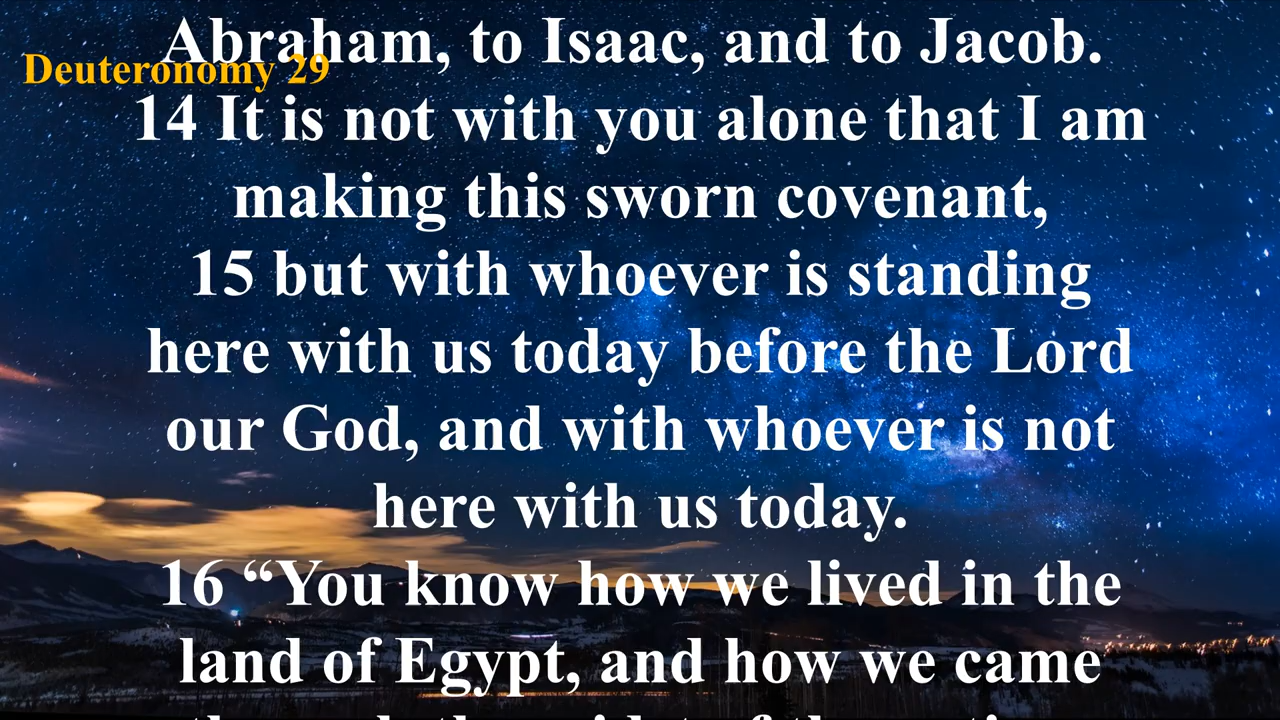 Abraham, to Isaac, and to Jacob.
Deuteronomy 29
14 It is not with you alone that I am
making this sworn covenant,
15 but with whoever is standing
here with us today before the Lord
our God, and with whoever is not
here with us today.
16 “You know how we lived in the
land of Egypt, and how we came